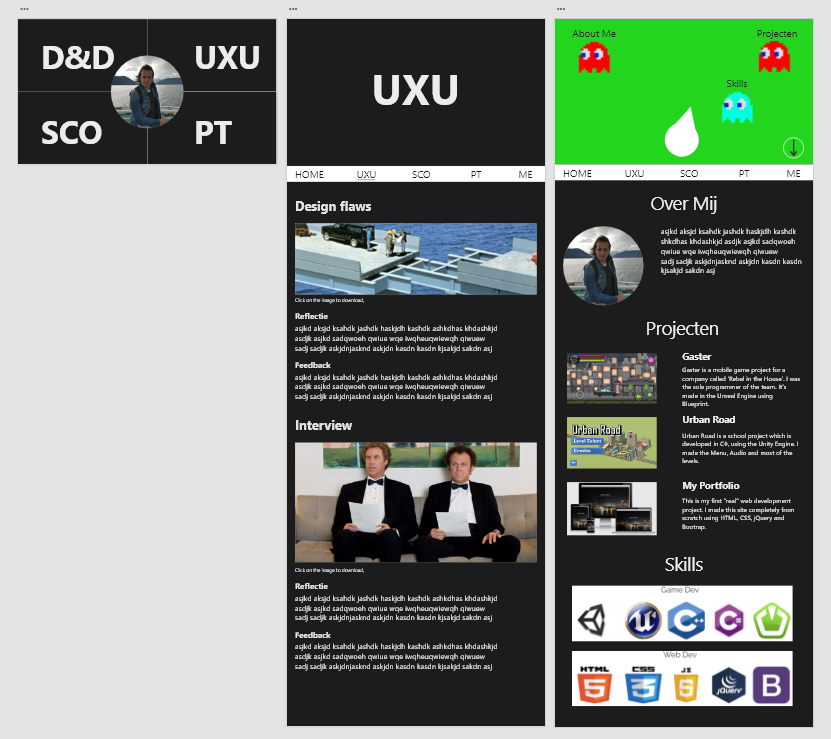 D&D
UXU
SCO
PT
UXU
HOME
UXU
SCO
PT
ME
Design flaws
Click on the image to download,
Reflectie
asjkd aksjd ksahdk jashdk haskjdh kashdk ashkdhas khdashkjd
asdkjk asjkd sadqwoeh qwiue wqe iwqheuqwiewqh qiwuew
sadj sadjk askjdnjasknd askjdn kasdn kasdn kjsakjd sakdn asj
Feedback
asjkd aksjd ksahdk jashdk haskjdh kashdk ashkdhas khdashkjd
asdkjk asjkd sadqwoeh qwiue wqe iwqheuqwiewqh qiwuew
sadj sadjk askjdnjasknd askjdn kasdn kasdn kjsakjd sakdn asj
Interview
Click on the image to download,
Reflectie
asjkd aksjd ksahdk jashdk haskjdh kashdk ashkdhas khdashkjd
asdkjk asjkd sadqwoeh qwiue wqe iwqheuqwiewqh qiwuew
sadj sadjk askjdnjasknd askjdn kasdn kasdn kjsakjd sakdn asj
Feedback
asjkd aksjd ksahdk jashdk haskjdh kashdk ashkdhas khdashkjd
asdkjk asjkd sadqwoeh qwiue wqe iwqheuqwiewqh qiwuew
sadj sadjk askjdnjasknd askjdn kasdn kasdn kjsakjd sakdn asj
About Me
Projecten
Skills
HOME
UXU
SCO
PT
ME
Over Mij
asjkd aksjd ksahdk jashdk haskjdh kashdk
shkdhas khdashkjd asdjk asjkd sadqwoeh
qwiue wqe iwqheuqwiewqh qiwuew
sadj sadjk askjdnjasknd askjdn kasdn kasdn
kjsakjd sakdn asj
Projecten
Gaster
Gaster is a mobile game project for a
company called 'Rebel in the House'. I was
the sole programmer of the team. It's
made in the Unreal Engine using
Blueprint.
Urban Road
Level Select
Credits
Urban Road
Urban Road is a school project which is
developed in C#, using the Unity Engine. I
made the Menu, Audio and most of the
levels.
My Portfolio
This is my first "real" web development
project. I made this site completely from
scratch using HTML, CSS, jQuery and
Bootrap.
Skills
Game Dev
C++
C#
Web Dev
HTML
5
CSS
3
JS
5
jQuery
B